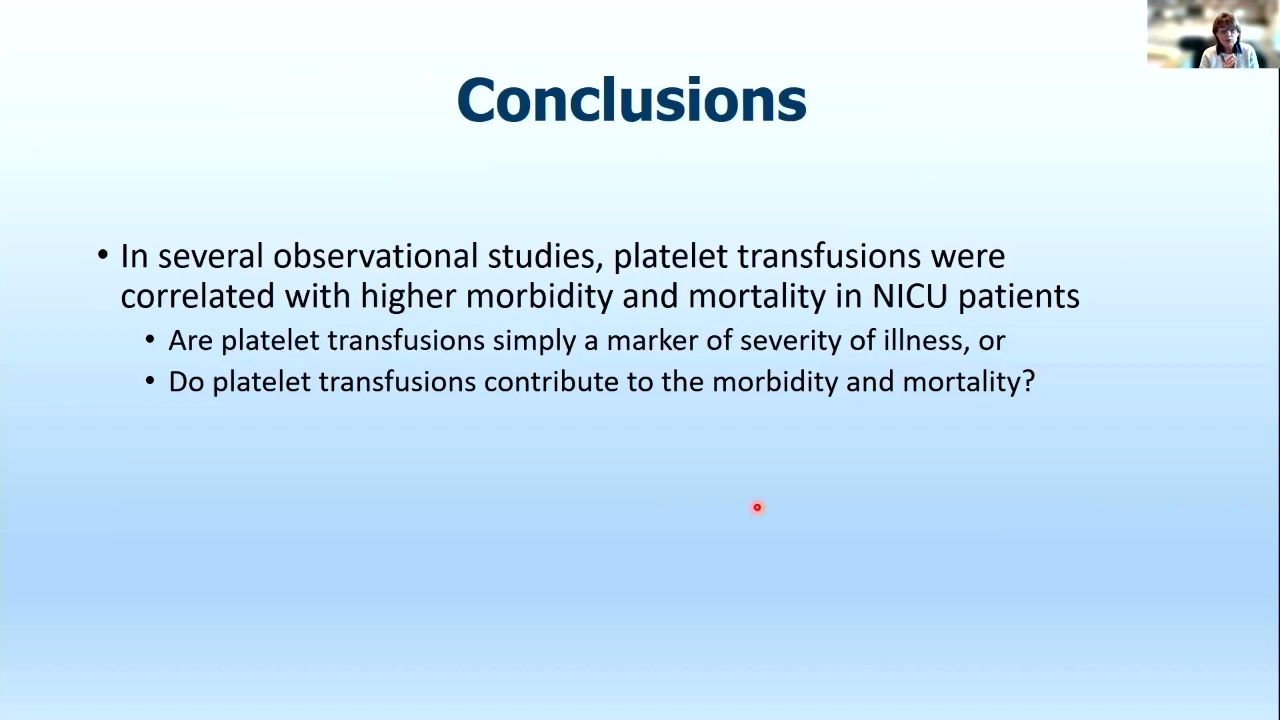 Conclusions
• In several observational studies, platelet transfusions were
correlated with higher morbidity and mortality in NICU patients
• Are platelet transfusions simply a marker of severity of illness, or
• Do platelet transfusions contribute to the morbidity and mortality?